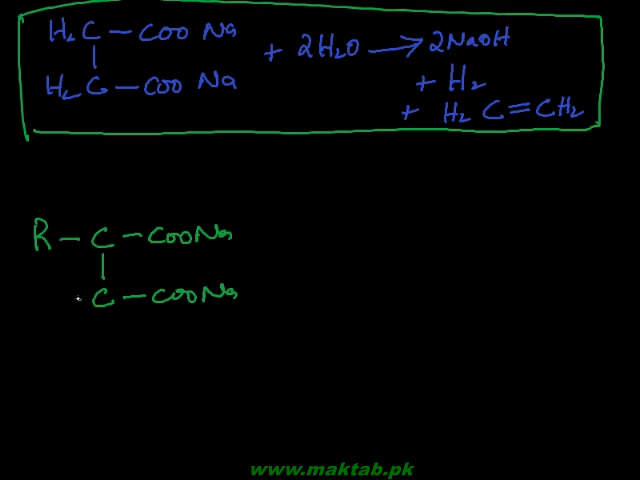 H₂C — COO Na + 2H₂O → 2NaOH
|
H₂C — COO Na + H₂
+ H₂C=CH₂
R — C — COONa
|
C — COONa
www.maktab.pk